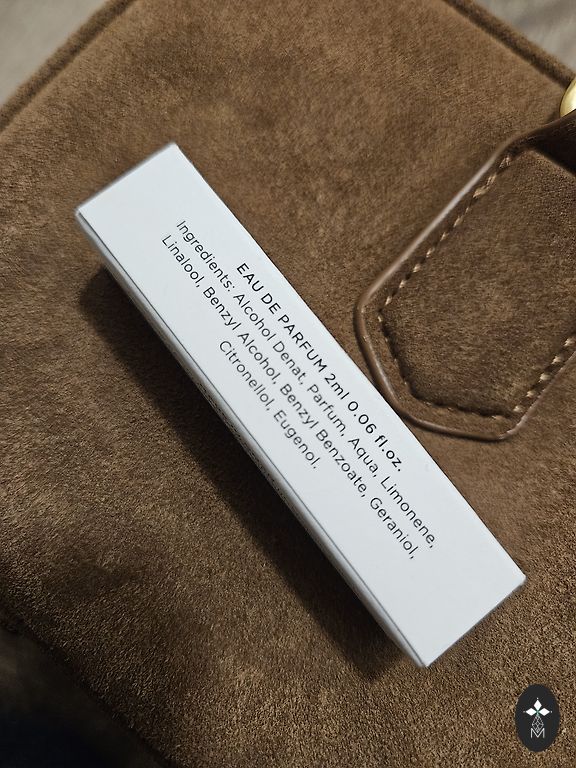 EAU DE PARFUM 2ml 0.06 fl.oz.
Ingredients: Alcohol Denat, Parfum, Aqua, Limonene,
Linalool, Benzyl Alcohol, Benzyl Benzoate, Geraniol,
Citronellol, Eugenol.
M